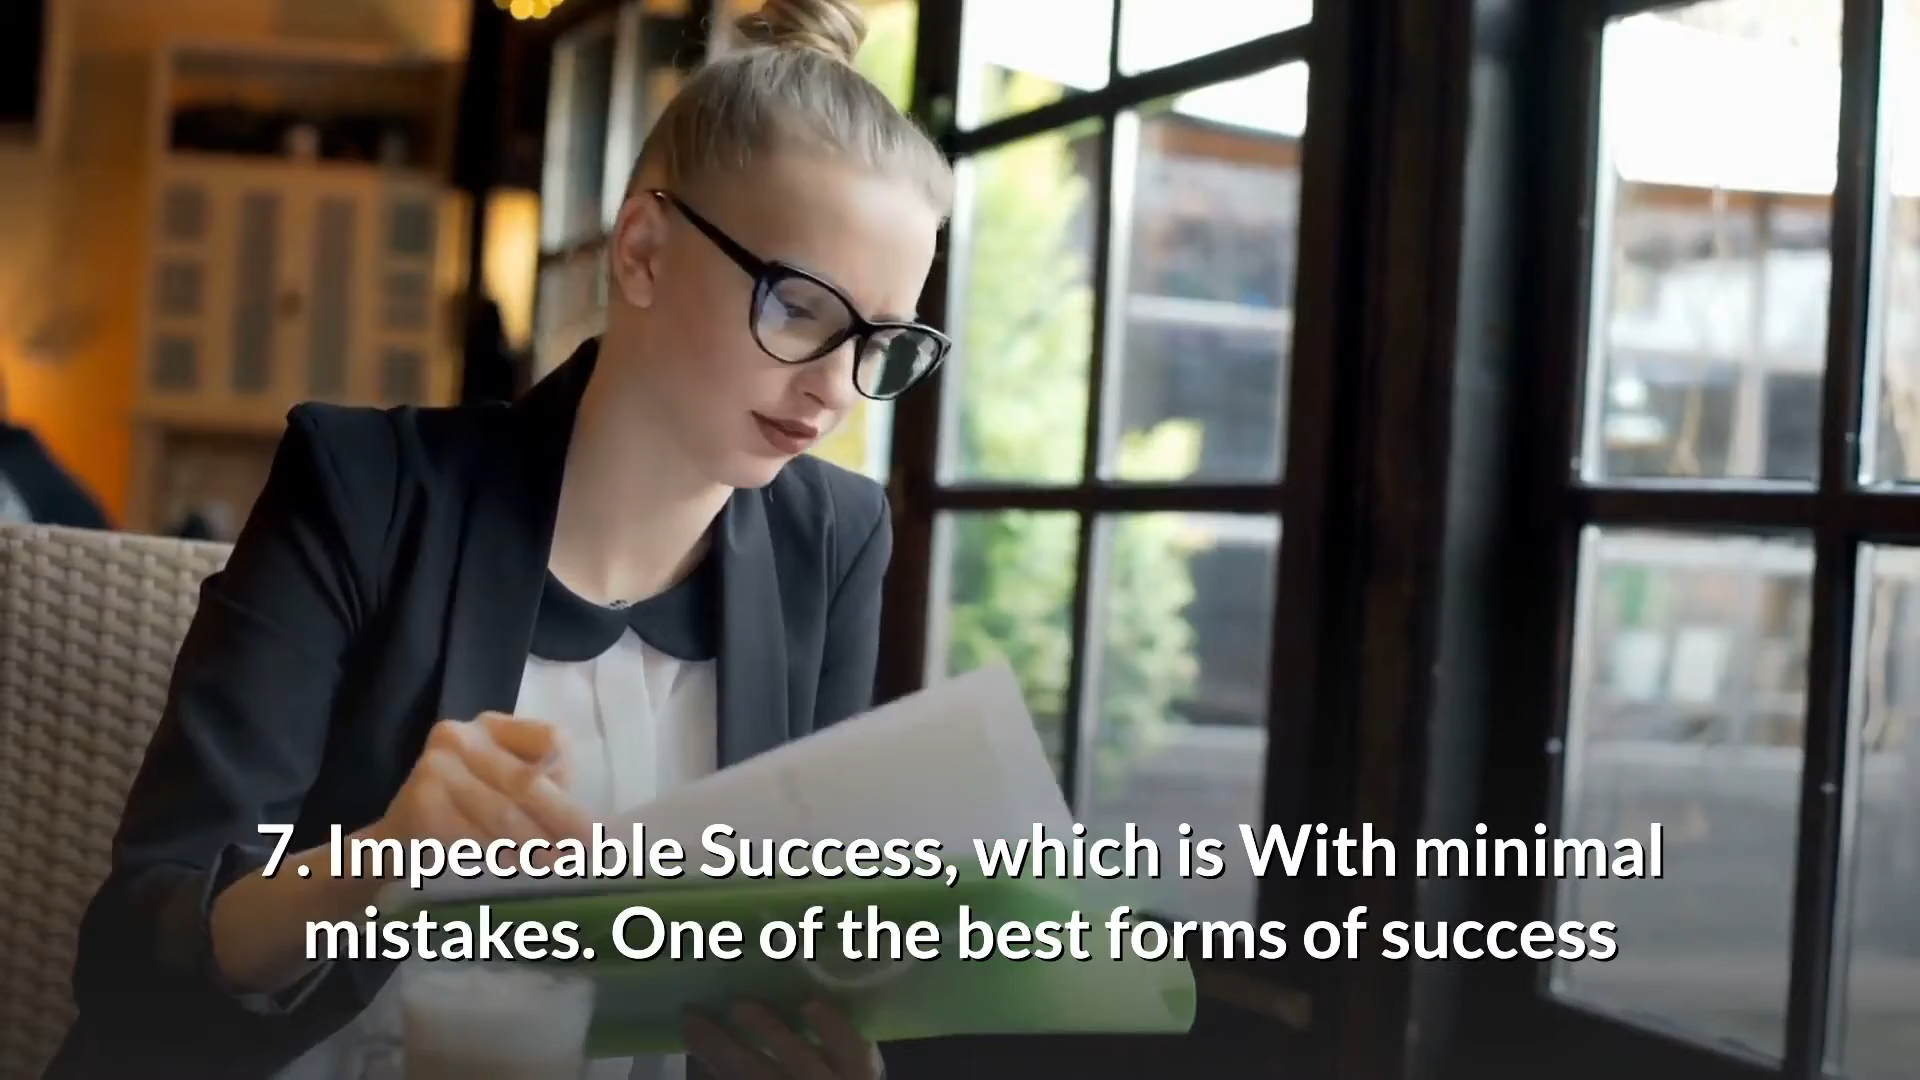 7. Impeccable Success, which is With minimal
mistakes. One of the best forms of success